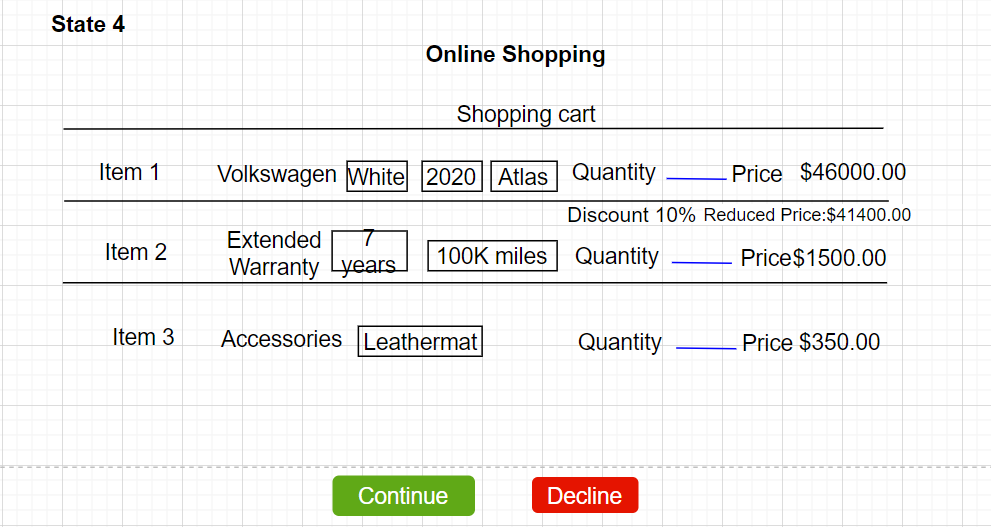 State 4
Online Shopping
Shopping cart
Item 1 Volkswagen White 2020 Atlas Quantity Price $46000.00
Discount 10% Reduced Price:$41400.00
Item 2 Extended Warranty 7 years 100K miles Quantity Price$1500.00
Item 3 Accessories Leathermat Quantity Price $350.00
Continue Decline